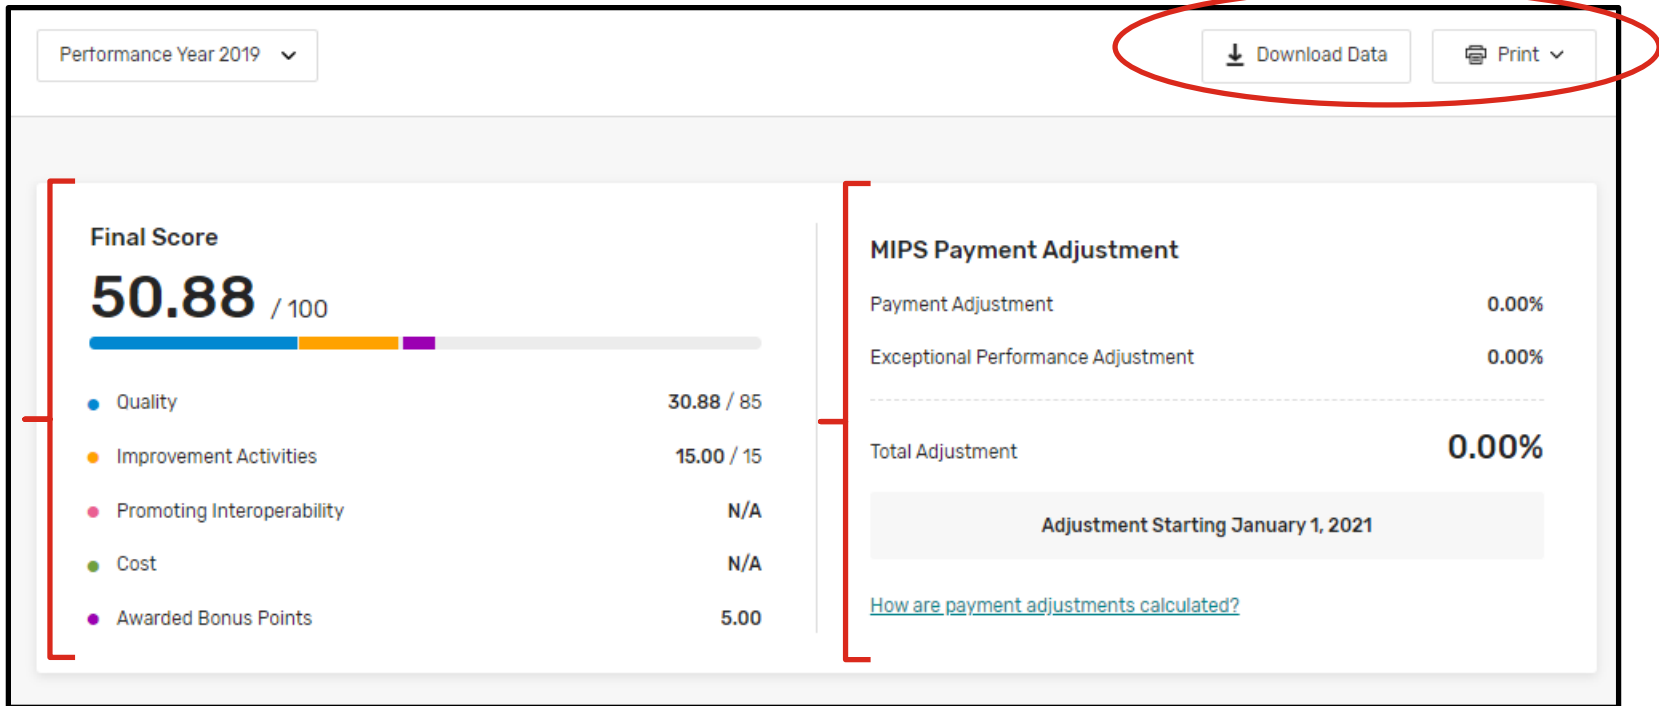 Performance Year 2019
Download Data
Print
Final Score
50.88 / 100
Quality 30.88 / 85
Improvement Activities 15.00 / 15
Promoting Interoperability N/A
Cost N/A
Awarded Bonus Points 5.00
MIPS Payment Adjustment
Payment Adjustment 0.00%
Exceptional Performance Adjustment 0.00%
Total Adjustment 0.00%
Adjustment Starting January 1, 2021
How are payment adjustments calculated?